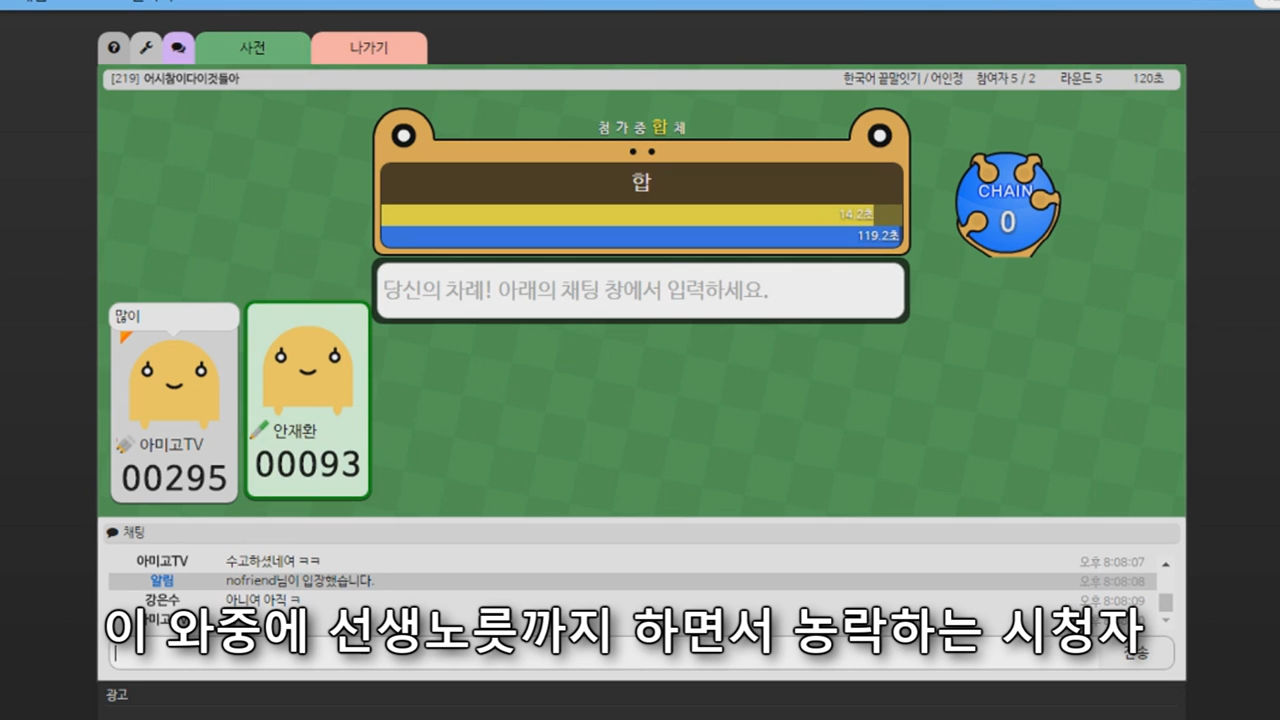 사전
나가기
[219] 어시참이다이것들아
한국어 끝말잇기 / 어인정 참여자 5 / 2 라운드 5 120초
첨가중합체
합
14.2초
119.2초
CHAIN
0
당신의 차례! 아래의 채팅 창에서 입력하세요.
많이
아미고TV
00295
안재환
00093
채팅
아미고TV 수고하셨네여 ㅋㅋ 오후 8:08:07
알림 nofriend님이 입장했습니다. 오후 8:08:08
강은수 아니여 아직 ㅋ 오후 8:08:09
이 와중에 선생노릇까지 하면서 농락하는 시청자
전송
광고